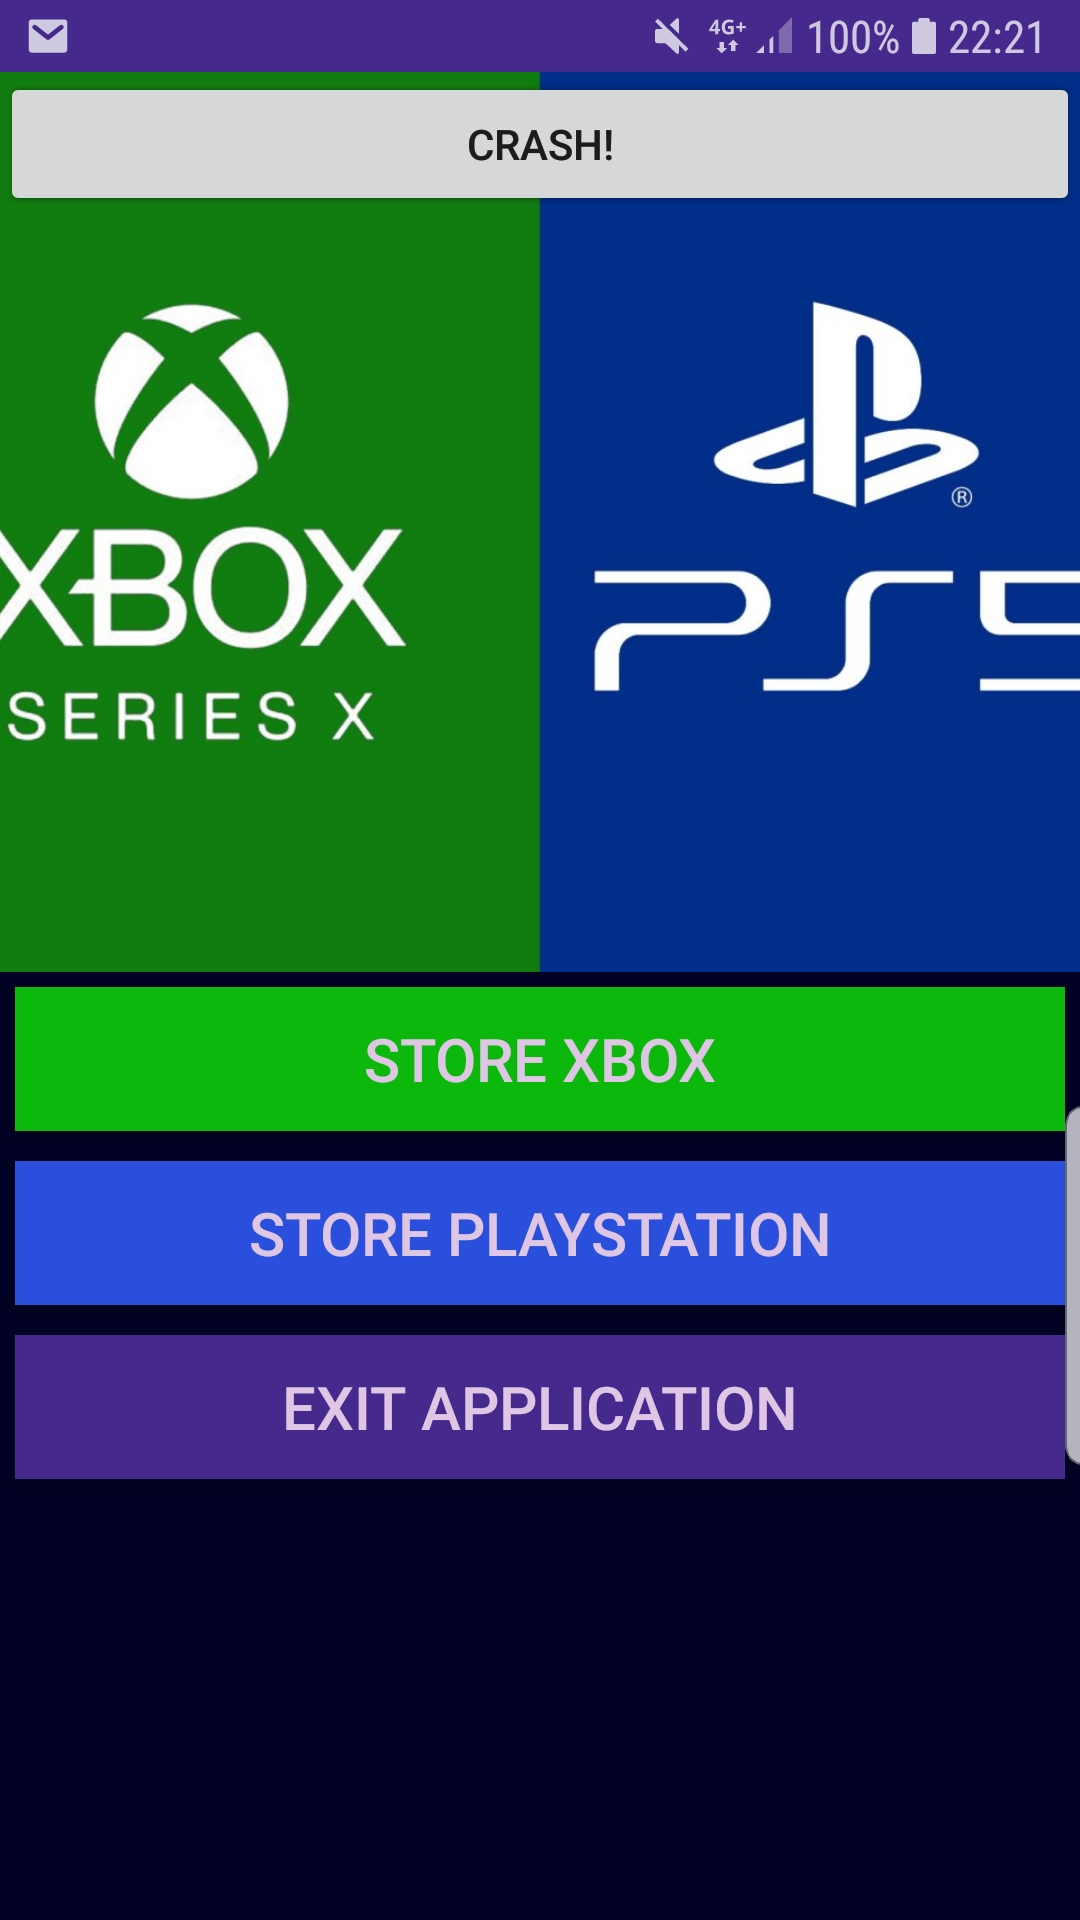 4G+ 100% 22:21
CRASH!
XBOX
SERIES X
®
PS5
STORE XBOX
STORE PLAYSTATION
EXIT APPLICATION